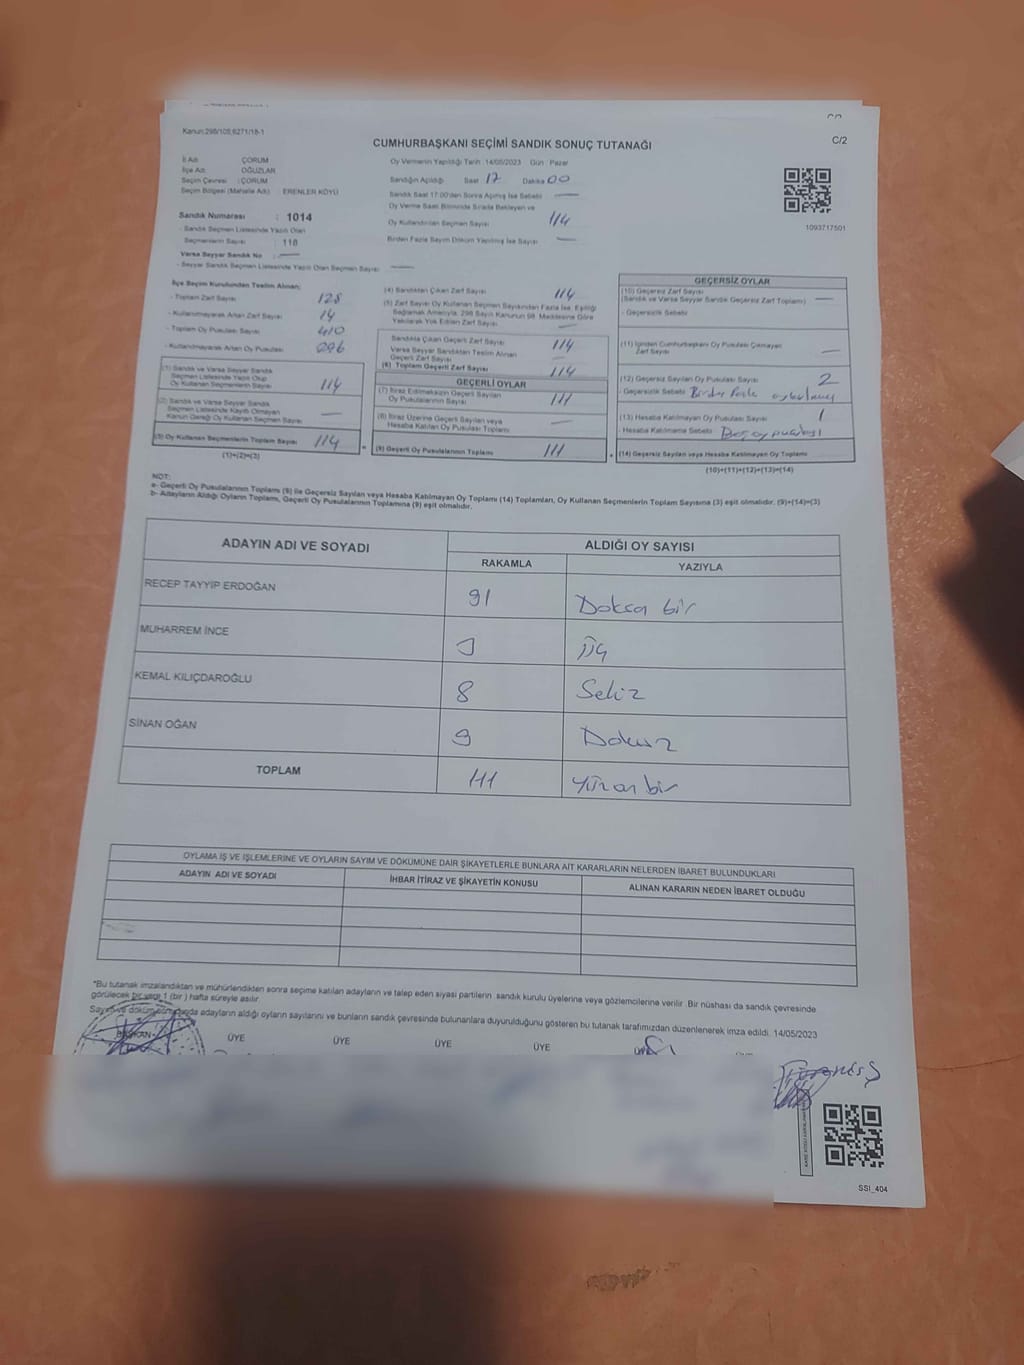 Kanun:298/105;6271/18-1
C/2
CUMHURBAŞKANI SEÇİMİ SANDIK SONUÇ TUTANAĞI
İl Adı : ÇORUM
İlçe Adı : OĞUZLAR
Seçim Çevresi : ÇORUM
Seçim Bölgesi (Mahalle Adı) : ERENLER KÖYÜ
Sandık Numarası : 1014
- Sandık Seçmen Listesinde Yazılı Olan
Seçmenlerin Sayısı : 118
Varsa Seyyar Sandık No :
- Seyyar Sandık Seçmen Listesinde Yazılı Olan Seçmen Sayısı :
Oy Vermenin Yapıldığı Tarih :14/05/2023 Gün : Pazar
Sandığın Açıldığı Saat 17 Dakika 00
Sandık Saat 17:00'den Sonra Açılmış İse Sebebi
Oy Verme Saati Bitiminde Sırada Bekleyen ve
Oy Kullandırılan Seçmen Sayısı 114
Birden Fazla Sayım Döküm Yapılmış İse Sayısı
1093717501
İlçe Seçim Kurulundan Teslim Alınan;
- Toplam Zarf Sayısı 128
- Kullanılmayarak Artan Zarf Sayısı 14
- Toplam Oy Pusulası Sayısı 410
- Kullanılmayarak Artan Oy Pusulası 296
(1) Sandık ve Varsa Seyyar Sandık
Seçmen Listesinde Yazılı Olup
Oy Kullanan Seçmenlerin Sayısı 114
(2) Sandık ve Varsa Seyyar Sandık
Seçmen Listesinde Kayıtlı Olmayan
Kanun Gereği Oy Kullanan Seçmen Sayısı
(3) Oy Kullanan Seçmenlerin Toplam Sayısı 114
(1)+(2)=(3)
(4) Sandıktan Çıkan Zarf Sayısı 114
(5) Zarf Sayısı Oy Kullanan Seçmen Sayısından Fazla İse, Eşitliği
Sağlamak Amacıyla, 298 Sayılı Kanunun 98. Maddesine Göre
Yakılarak Yok Edilen Zarf Sayısı
Sandıkta Çıkan Geçerli Zarf Sayısı 114
Varsa Seyyar Sandıktan Teslim Alınan
Geçerli Zarf Sayısı
(6) Toplam Geçerli Zarf Sayısı 114
GEÇERLİ OYLAR
(7) İtiraz Edilmeksizin Geçerli Sayılan
Oy Pusulalarının Sayısı 111
(8) İtiraz Üzerine Geçerli Sayılan veya
Hesaba Katılan Oy Pusulası Toplamı
(9) Geçerli Oy Pusulalarının Toplamı 111
GEÇERSİZ OYLAR
(10) Geçersiz Zarf Sayısı
(Sandık ve Varsa Seyyar Sandık Geçersiz Zarf Toplamı)
- Geçersizlik Sebebi
(11) İçinden Cumhurbaşkanı Oy Pusulası Çıkmayan
Zarf Sayısı
(12) Geçersiz Sayılan Oy Pusulası Sayısı 2
- Geçersizlik Sebebi Birden Fazla
(13) Hesaba Katılmayan Oy Pusulası Sayısı 1
- Hesaba Katılmama Sebebi Boş oy pusulası
(14) Geçersiz Sayılan veya Hesaba Katılmayan Oy Toplamı
(10)+(11)+(12)+(13)=(14)
NOT:
a- Geçerli Oy Pusulalarının Toplamı (9) ile Geçersiz Sayılan veya Hesaba Katılmayan Oy Toplamı (14) Toplamları, Oy Kullanan Seçmenlerin Toplam Sayısına (3) eşit olmalıdır. (9)+(14)=(3)
b- Adayların Aldığı Oyların Toplamı, Geçerli Oy Pusulalarının Toplamına (9) eşit olmalıdır.
ADAYIN ADI VE SOYADI ALDIĞI OY SAYISI
RAKAMLA YAZIYLA
RECEP TAYYİP ERDOĞAN 91 Doksan bir
MUHARREM İNCE 3 üç
KEMAL KILIÇDAROĞLU 8 Sekiz
SİNAN OĞAN 9 Dokuz
TOPLAM 111 Yüz on bir
OYLAMA İŞ VE İŞLEMLERİNE VE OYLARIN SAYIM VE DÖKÜMÜNE DAİR ŞİKAYETLERLE BUNLARA AİT KARARLARIN NELERDEN İBARET BULUNDUKLARI
ADAYIN ADI VE SOYADI İHBAR İTİRAZ VE ŞİKAYETİN KONUSU ALINAN KARARIN NEDEN İBARET OLDUĞU
*Bu tutanak imzalandıktan ve mühürlendikten sonra seçime katılan adayların ve talep eden siyasi partilerin sandık kurulu üyelerine veya gözlemcilerine verilir. Bir nüshası da sandık çevresinde
görülecek bir yere 1 (bir ) hafta süreyle asılır.
Sayım ve döküm sonunda adayların aldığı oyların sayılarını ve bunların sandık çevresinde bulunanlara duyurulduğunu gösteren bu tutanak tarafımızdan düzenlenerek imza edildi. 14/05/2023
BAŞKAN ÜYE ÜYE ÜYE ÜYE
SSI_404